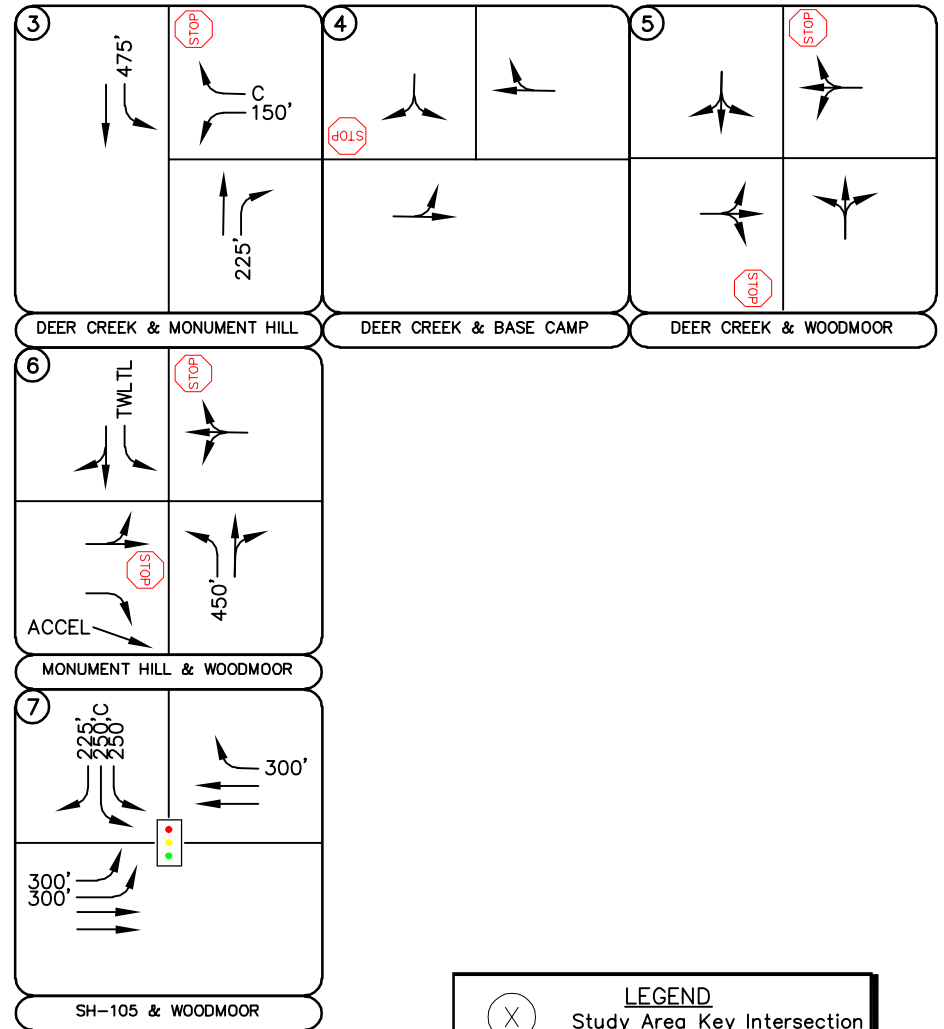 3
475'
STOP
C
150'
225'
DEER CREEK & MONUMENT HILL
4
STOP
DEER CREEK & BASE CAMP
5
STOP
STOP
DEER CREEK & WOODMOOR
6
TWLTL
STOP
STOP
ACCEL
450'
MONUMENT HILL & WOODMOOR
7
225'
250'C
250'
300'
300'
300'
SH-105 & WOODMOOR
LEGEND
X Study Area Key Intersection